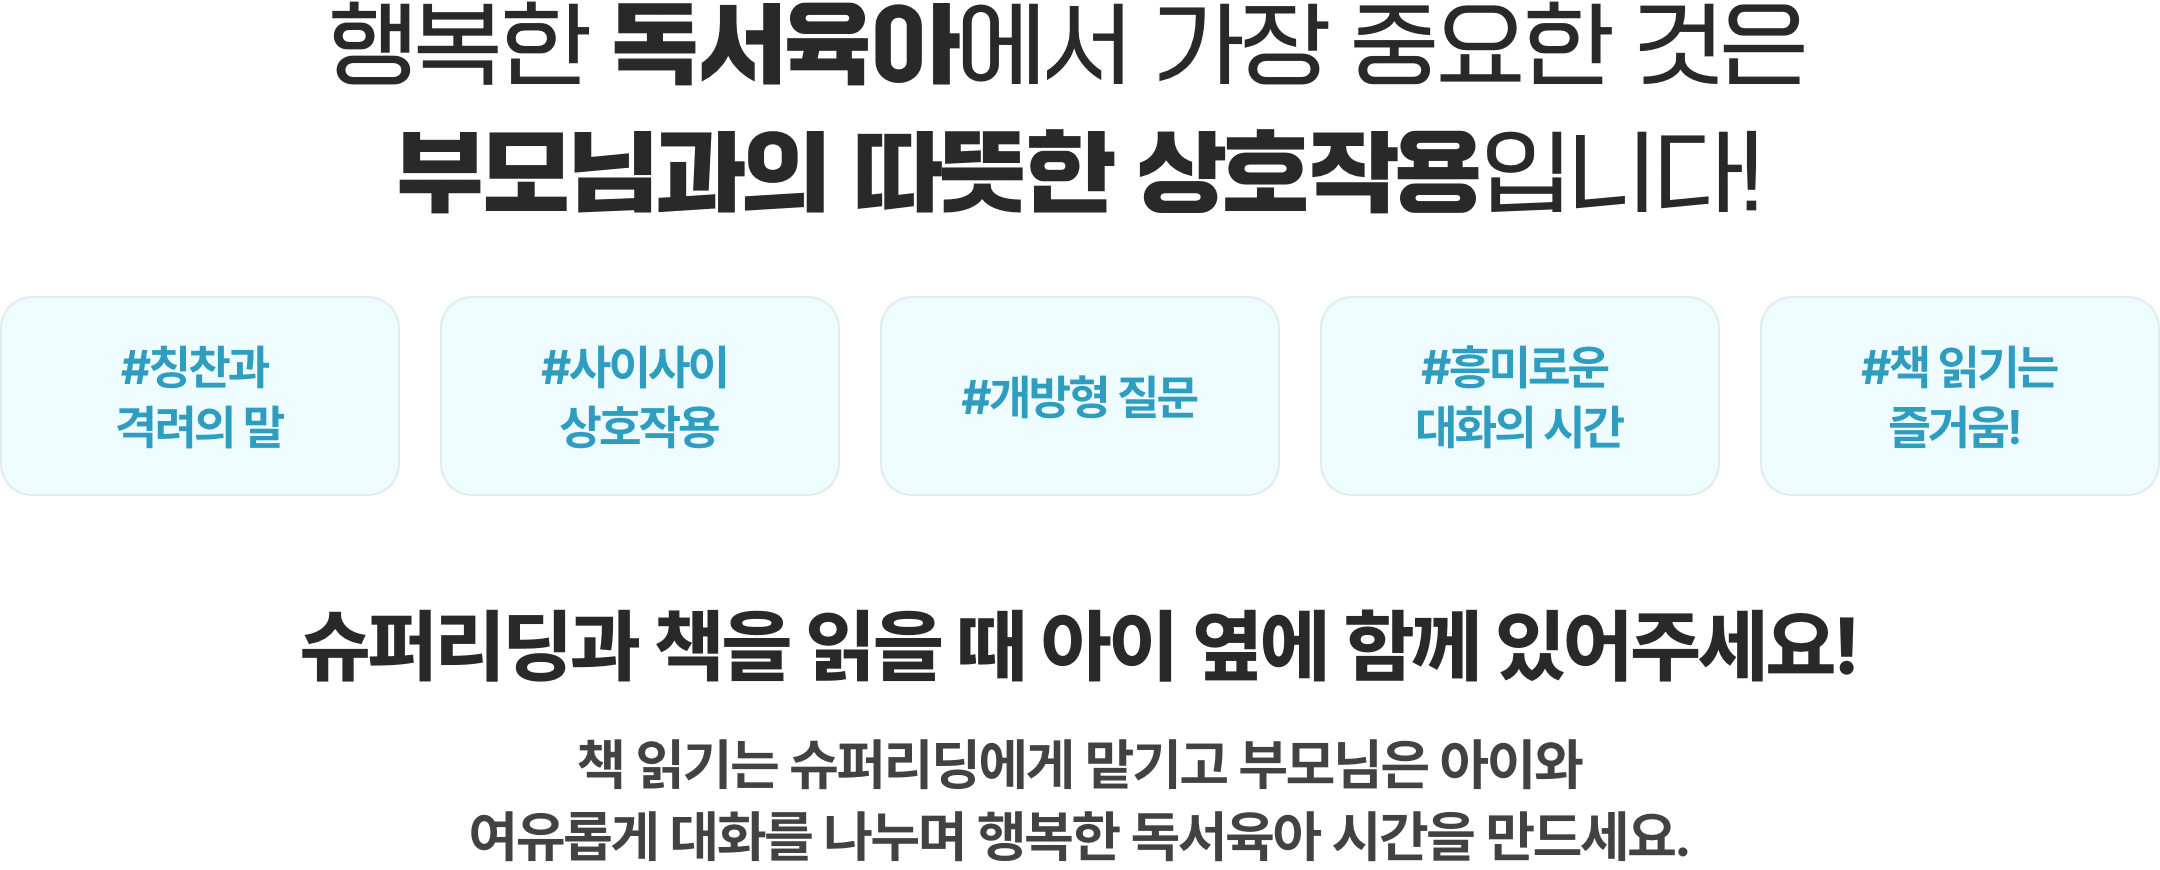 행복한 독서육아에서 가장 중요한 것은
부모님과의 따뜻한 상호작용입니다!
#칭찬과
격려의 말
#사이사이
상호작용
#개방형 질문
#흥미로운
대화의 시간
#책 읽기는
즐거움!
슈퍼리딩과 책을 읽을 때 아이 옆에 함께 있어주세요!
책 읽기는 슈퍼리딩에게 맡기고 부모님은 아이와
여유롭게 대화를 나누며 행복한 독서육아 시간을 만드세요.